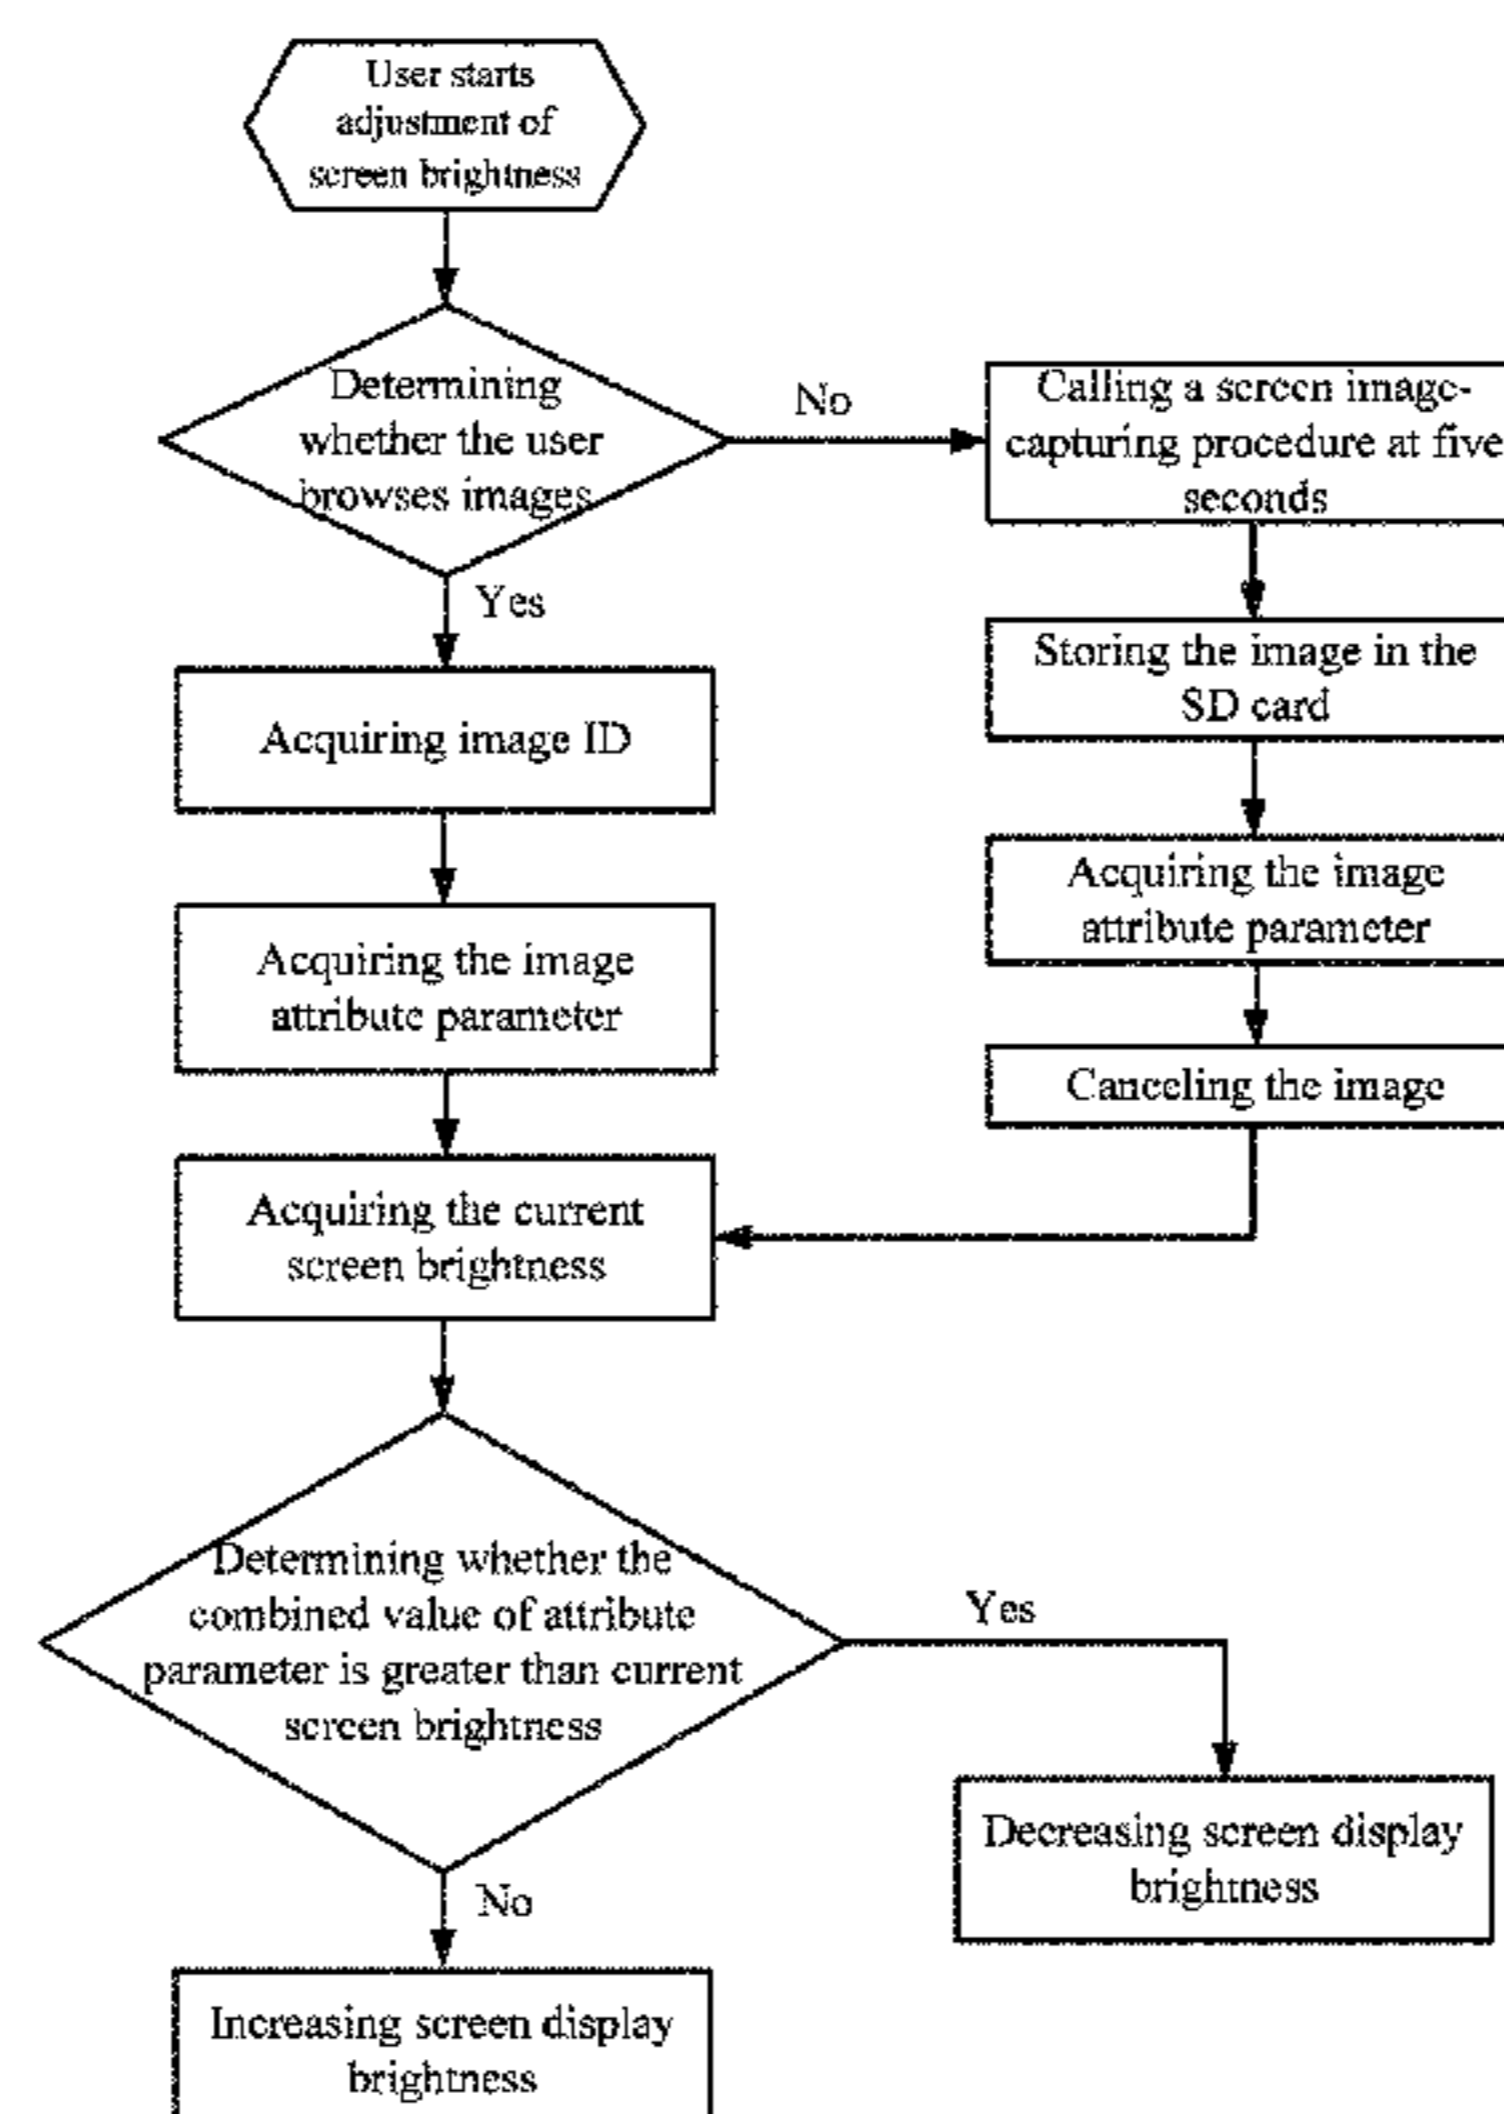 User starts
adjustment of
screen brightness
Determining
whether the user
browses images
No
Calling a screen image-
capturing procedure at five
seconds
Yes
Storing the image in the
SD card
Acquiring image ID
Acquiring the image
attribute parameter
Acquiring the image
attribute parameter
Canceling the image
Acquiring the current
screen brightness
Determining whether the
combined value of attribute
parameter is greater than current
screen brightness
Yes
Decreasing screen display
brightness
No
Increasing screen display
brightness